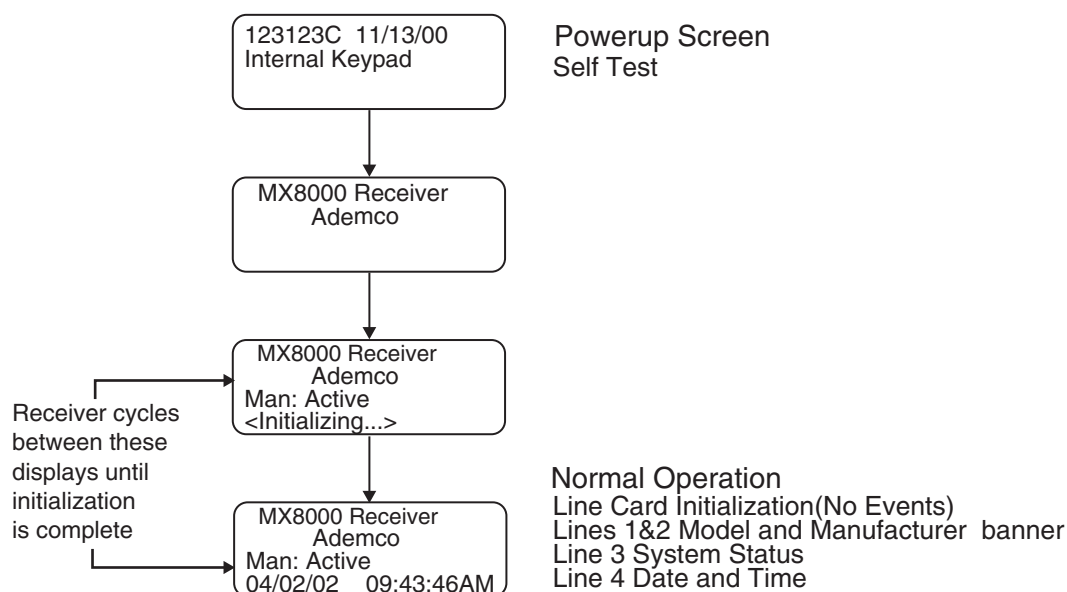 123123C 11/13/00
Internal Keypad
Powerup Screen
Self Test
MX8000 Receiver
Ademco
MX8000 Receiver
Ademco
Man: Active
<Initializing...>
Receiver cycles
between these
displays until
initialization
is complete
MX8000 Receiver
Ademco
Man: Active
04/02/02 09:43:46AM
Normal Operation
Line Card Initialization(No Events)
Lines 1&2 Model and Manufacturer banner
Line 3 System Status
Line 4 Date and Time